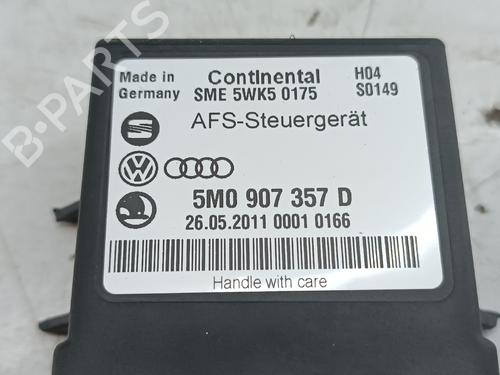 Made in Continental H04
Germany SME 5WK5 0175 S0149
AFS-Steuergerät
5M0 907 357 D
26.05.2011 0001 0166
Handle with care